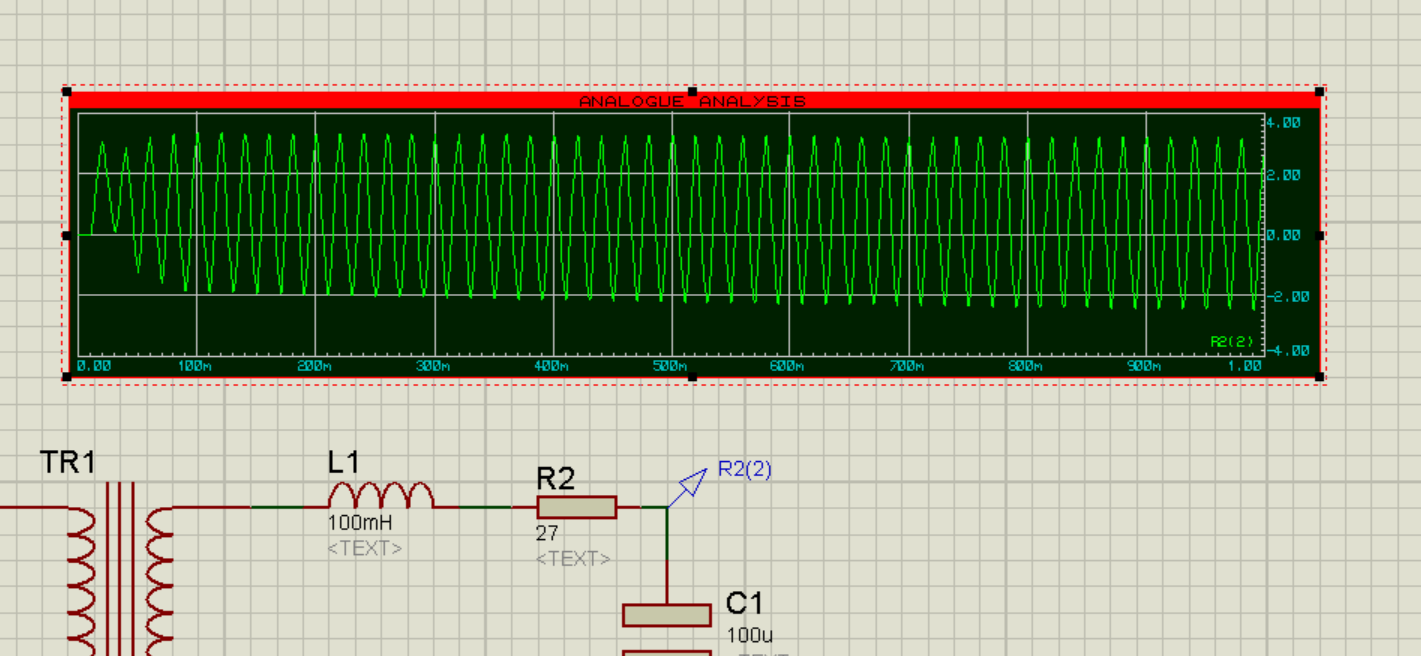 ANALOGUE ANALYSIS
4.00
2.00
0.00
-2.00
R2(2)
-4.00
0.00 100m 200m 300m 400m 500m 600m 700m 800m 900m 1.00
TR1
L1
100mH
<TEXT>
R2
27
<TEXT>
R2(2)
C1
100u